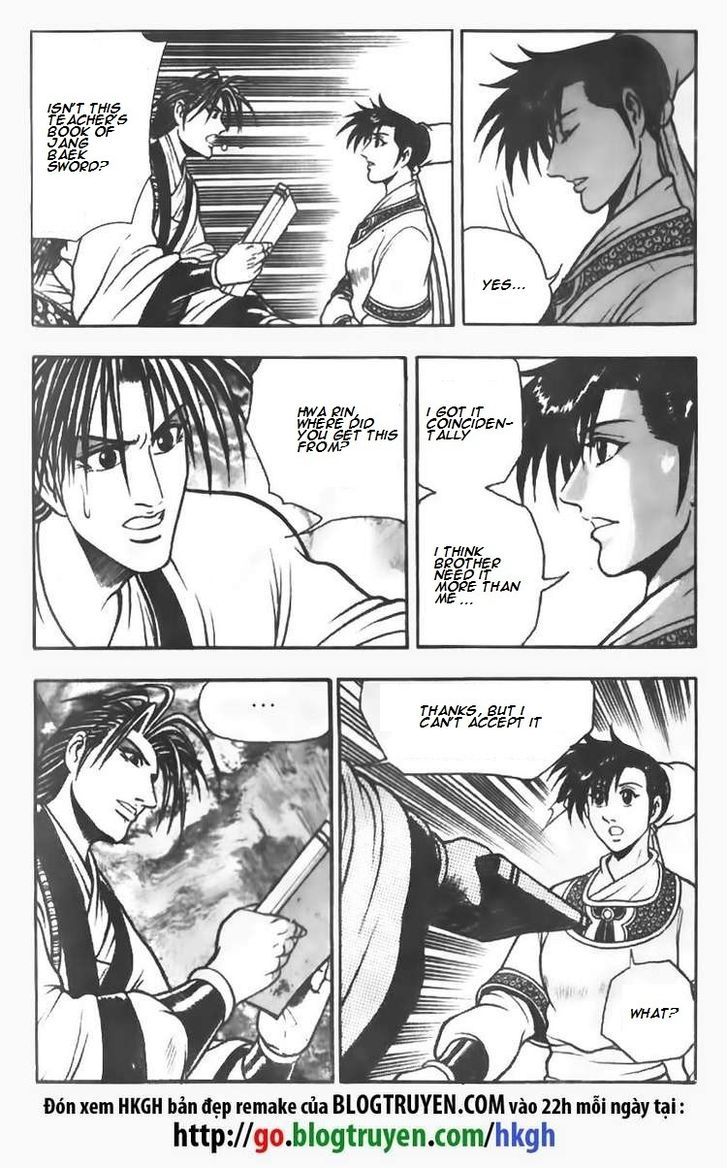 ISN'T THIS
TEACHER'S
BOOK OF
JANG
BAEK
SWORD?
YES...
HWA RIN,
WHERE DID
YOU GET THIS
FROM?
I GOT IT
COINCIDEN-
TALLY
I THINK
BROTHER
NEED IT
MORE THAN
ME ...
...
THANKS, BUT I
CAN'T ACCEPT IT
WHAT?
Đón xem HKGH bản đẹp remake của BLOGTRUYEN.COM vào 22h mỗi ngày tại :
http://go.blogtruyen.com/hkgh